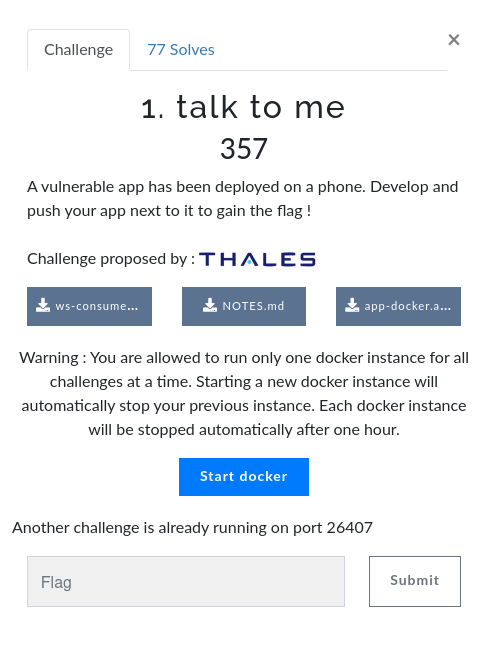 Challenge
77 Solves
×
1. talk to me
357
A vulnerable app has been deployed on a phone. Develop and
push your app next to it to gain the flag !
Challenge proposed by : THALES
ws-consume...
NOTES.md
app-docker.a...
Warning : You are allowed to run only one docker instance for all
challenges at a time. Starting a new docker instance will
automatically stop your previous instance. Each docker instance
will be stopped automatically after one hour.
Start docker
Another challenge is already running on port 26407
Flag
Submit